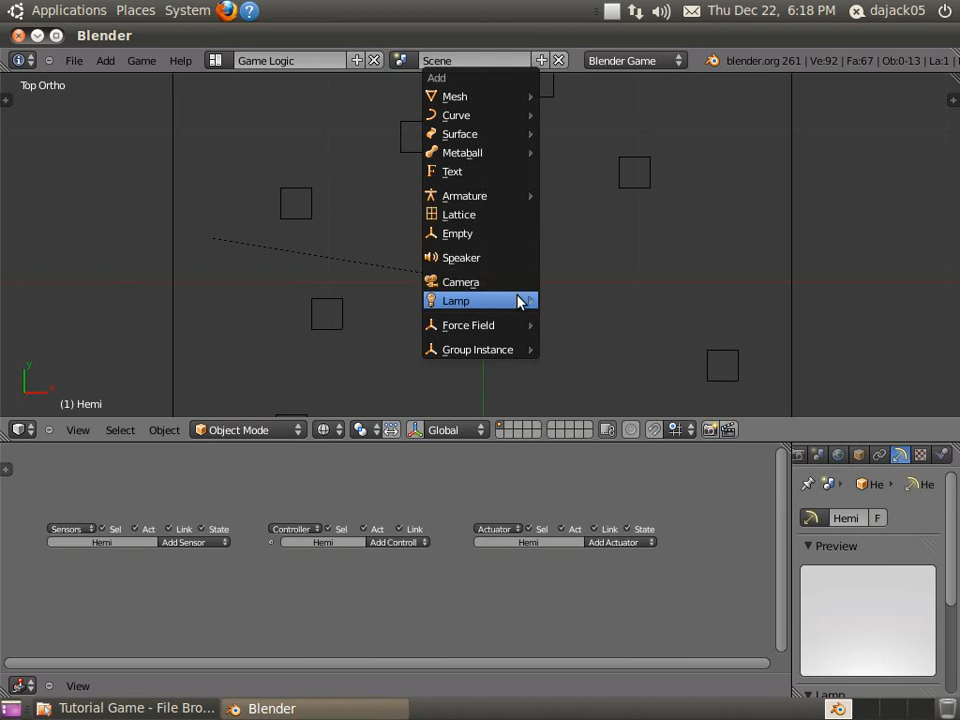 Applications Places System Thu Dec 22, 6:18 PM dajack05
Blender
File Add Game Help Game Logic Scene Blender Game blender.org 261 | Ve:92 | Fa:67 | Ob:0-13 | La:1 |
Top Ortho
Add
Mesh
Curve
Surface
Metaball
Text
Armature
Lattice
Empty
Speaker
Camera
Lamp
Force Field
Group Instance
y
x
(1) Hemi
View Select Object Object Mode Global
He He
Hemi F
Sensors Sel Act Link State Controller Sel Act Link Actuator Sel Act Link State
Hemi Add Sensor Hemi Add Controll Hemi Add Actuator
Preview
View
Lamp
Tutorial Game - File Bro... Blender